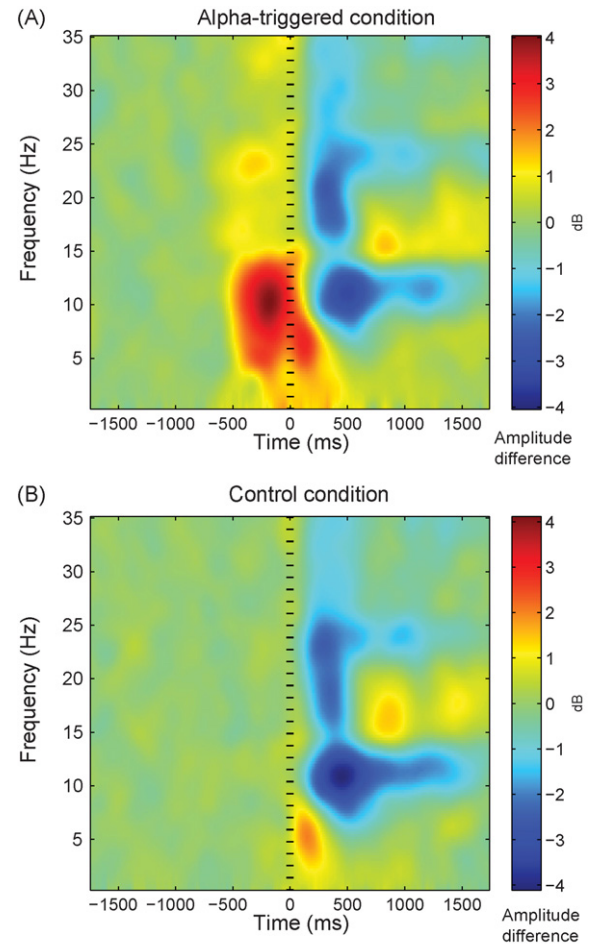 (A)
Alpha-triggered condition
Frequency (Hz)
35
30
25
20
15
10
5
−1500 −1000 −500 0 500 1000 1500
Time (ms)
4
3
2
1
0
−1
−2
−3
−4
dB
Amplitude
difference
(B)
Control condition
Frequency (Hz)
35
30
25
20
15
10
5
−1500 −1000 −500 0 500 1000 1500
Time (ms)
4
3
2
1
0
−1
−2
−3
−4
dB
Amplitude
difference